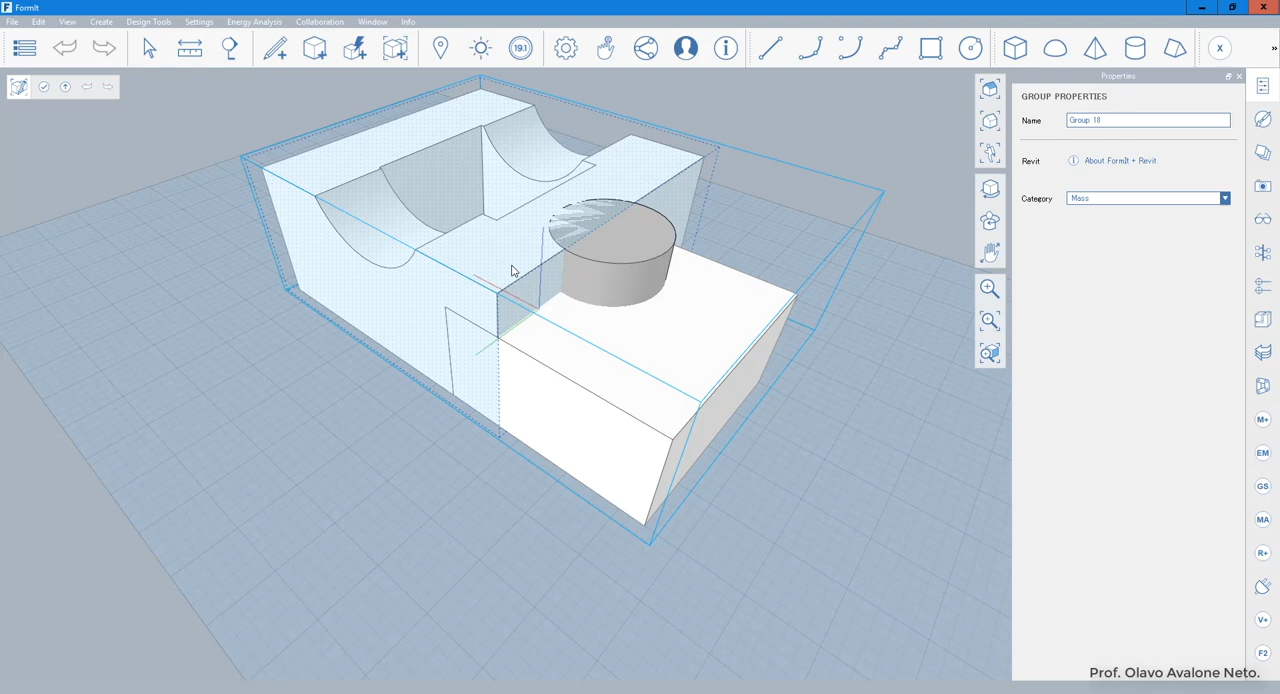 FormIt
File Edit View Create Design Tools Settings Energy Analysis Collaboration Window Info
19.1
X
»
Properties
GROUP PROPERTIES
Name Group 18
Revit About FormIt + Revit
Category Mass
M+
EM
GS
MA
R+
V+
F2
Prof. Olavo Avalone Neto.